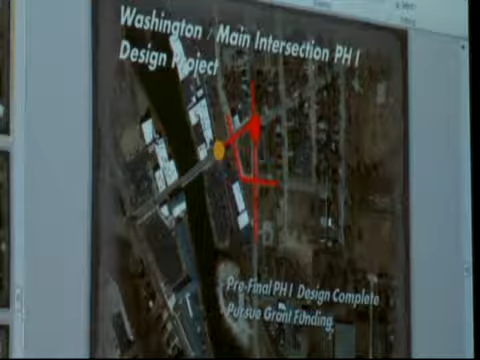 Washington / Main Intersection PH I
Design Project
Pre-Final PH I Design Complete
Pursue Grant Funding.